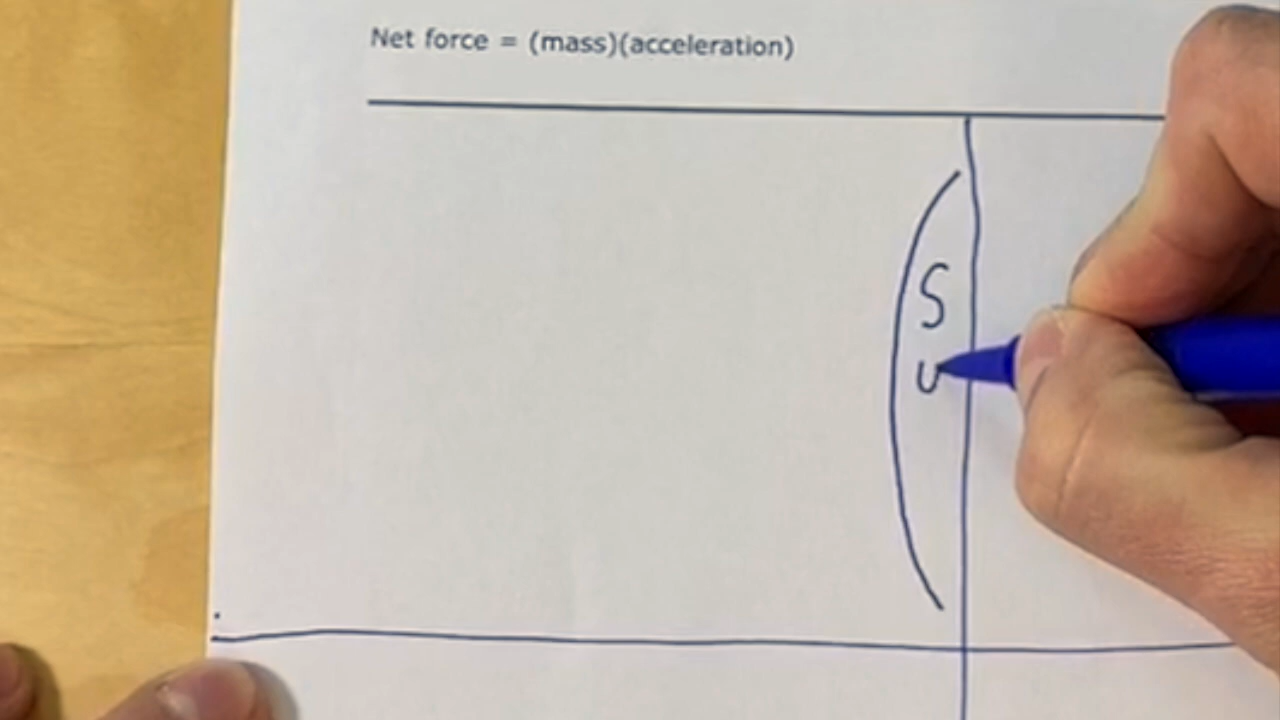 Net force = (mass)(acceleration)
S
u